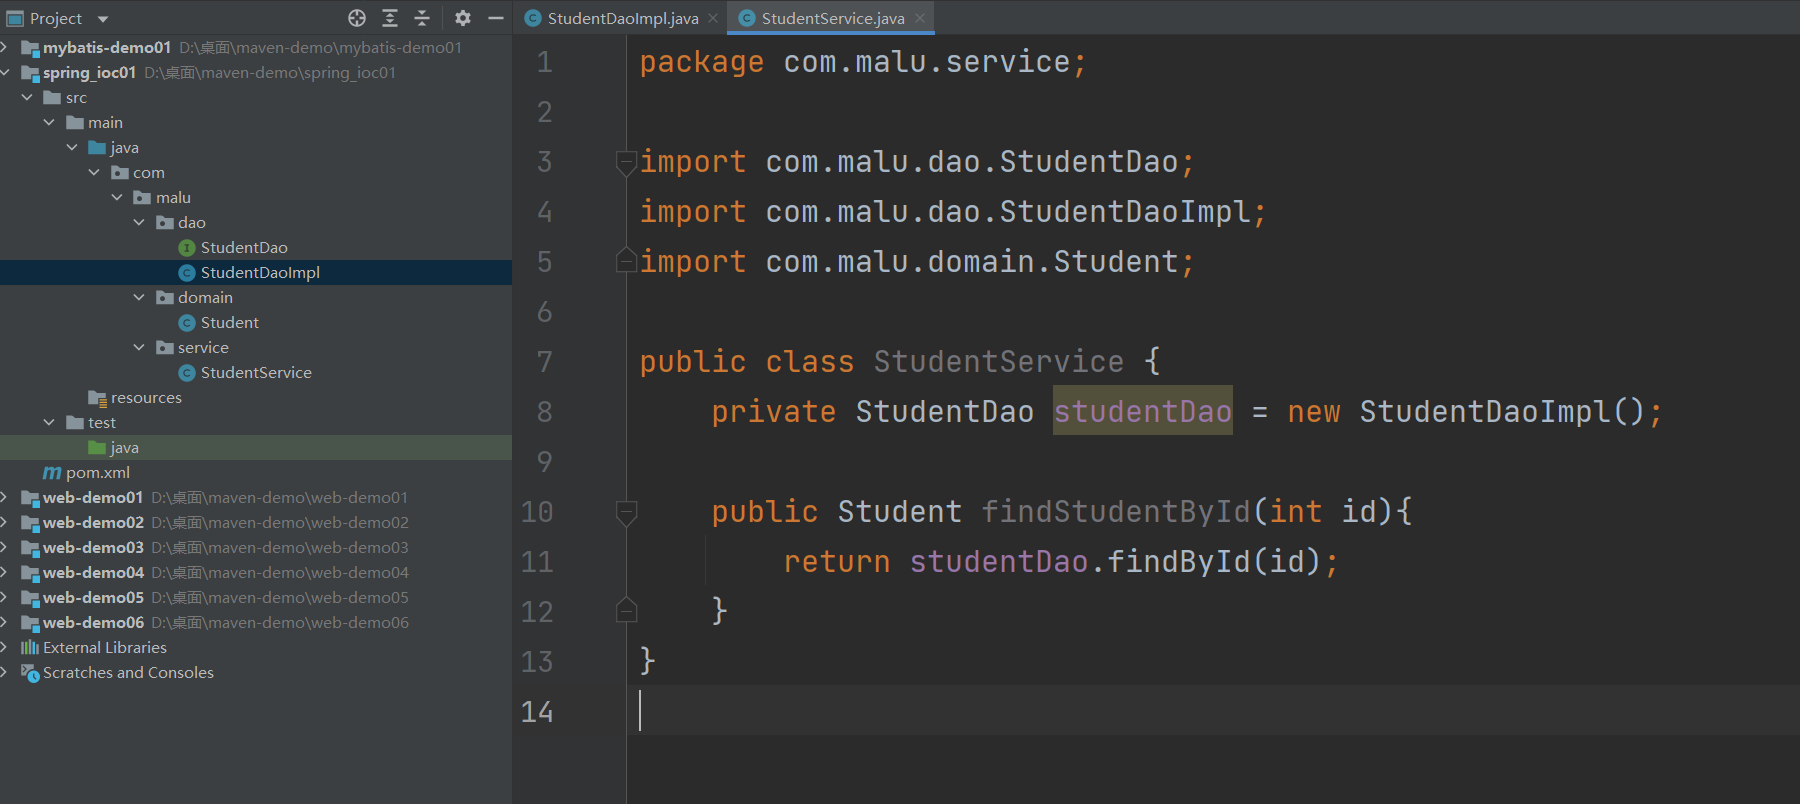 Project
mybatis-demo01 D:\桌面\maven-demo\mybatis-demo01
spring_ioc01 D:\桌面\maven-demo\spring_ioc01
src
main
java
com
malu
dao
StudentDao
StudentDaoImpl
domain
Student
service
StudentService
resources
test
java
pom.xml
web-demo01 D:\桌面\maven-demo\web-demo01
web-demo02 D:\桌面\maven-demo\web-demo02
web-demo03 D:\桌面\maven-demo\web-demo03
web-demo04 D:\桌面\maven-demo\web-demo04
web-demo05 D:\桌面\maven-demo\web-demo05
web-demo06 D:\桌面\maven-demo\web-demo06
External Libraries
Scratches and Consoles
StudentDaoImpl.java StudentService.java
1 package com.malu.service;
2
3 import com.malu.dao.StudentDao;
4 import com.malu.dao.StudentDaoImpl;
5 import com.malu.domain.Student;
6
7 public class StudentService {
8     private StudentDao studentDao = new StudentDaoImpl();
9
10     public Student findStudentById(int id){
11         return studentDao.findById(id);
12     }
13 }
14